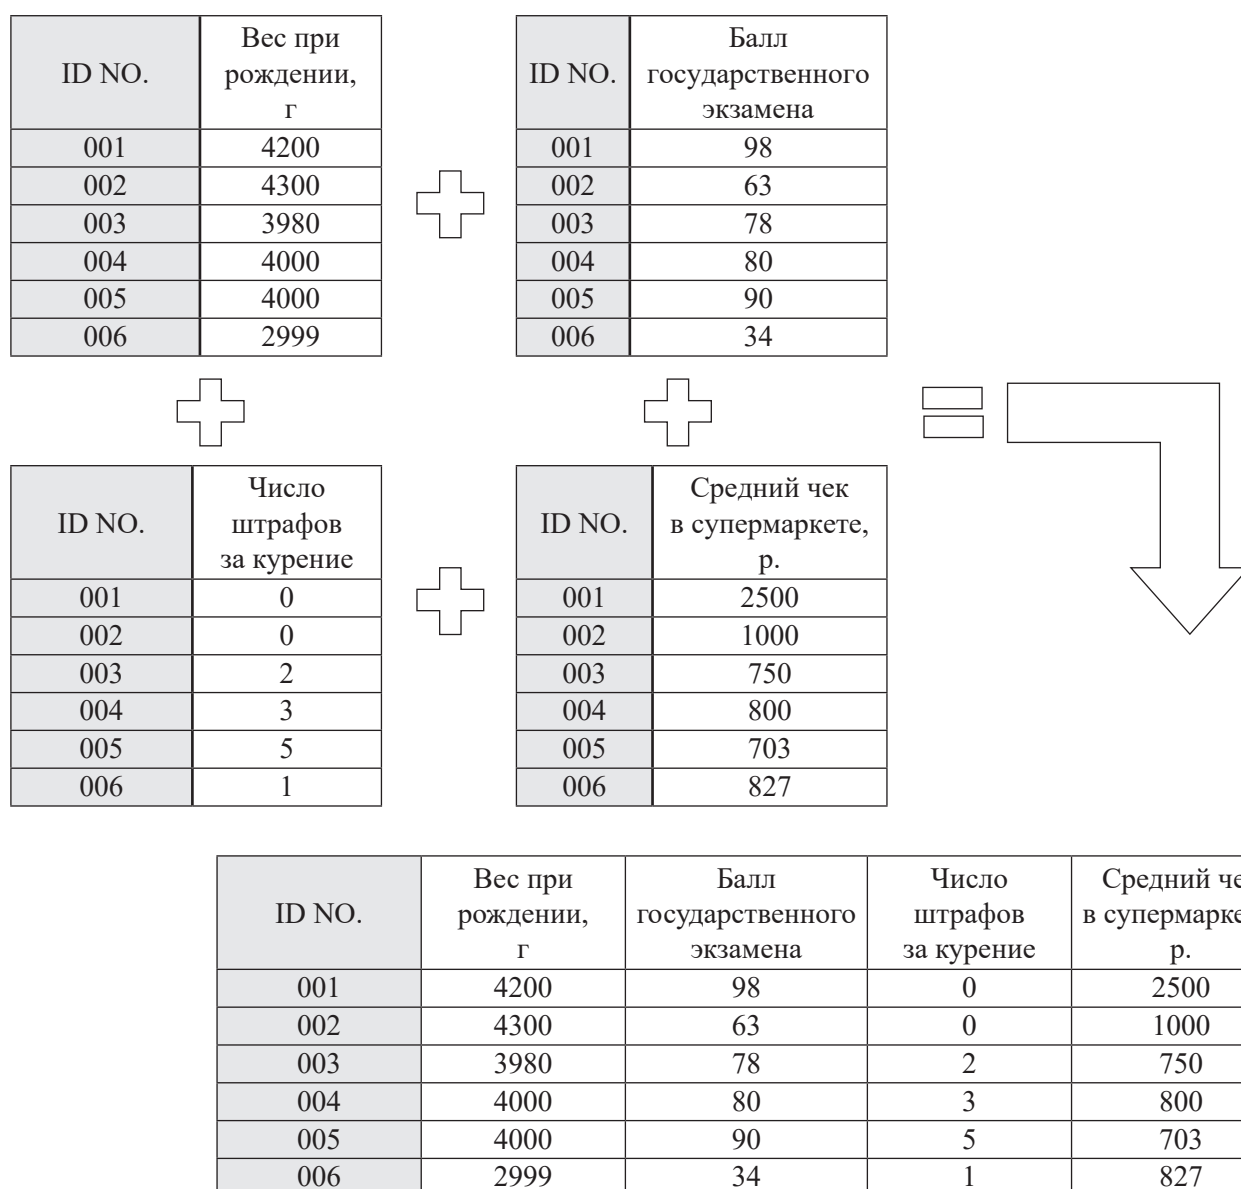 ID NO.
Вес при
рождении,
г
001 4200
002 4300
003 3980
004 4000
005 4000
006 2999
ID NO.
Балл
государственного
экзамена
001 98
002 63
003 78
004 80
005 90
006 34
ID NO.
Число
штрафов
за курение
001 0
002 0
003 2
004 3
005 5
006 1
ID NO.
Средний чек
в супермаркете,
р.
001 2500
002 1000
003 750
004 800
005 703
006 827
ID NO.
Вес при
рождении,
г
Балл
государственного
экзамена
Число
штрафов
за курение
Средний че
в супермарке
р.
001 4200 98 0 2500
002 4300 63 0 1000
003 3980 78 2 750
004 4000 80 3 800
005 4000 90 5 703
006 2999 34 1 827